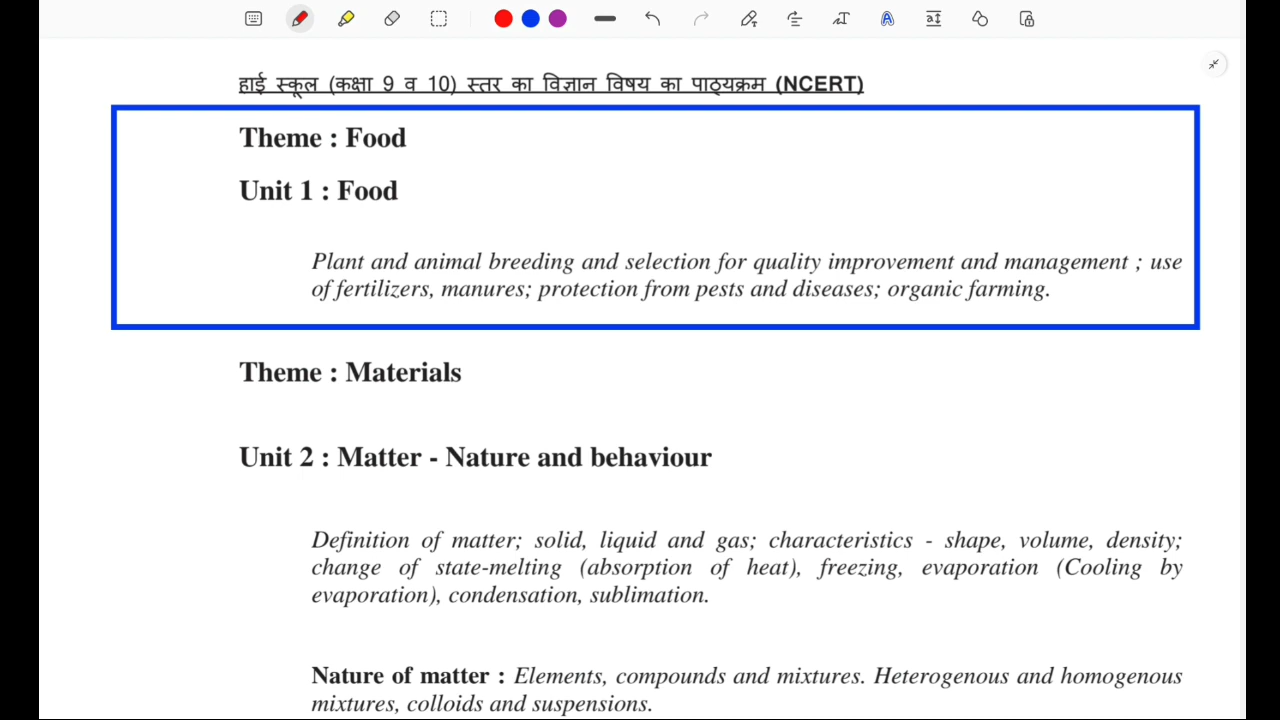 हाई स्कूल (कक्षा 9 व 10) स्तर का विज्ञान विषय का पाठ्यक्रम (NCERT)
Theme : Food
Unit 1 : Food
Plant and animal breeding and selection for quality improvement and management ; use
of fertilizers, manures; protection from pests and diseases; organic farming.
Theme : Materials
Unit 2 : Matter - Nature and behaviour
Definition of matter; solid, liquid and gas; characteristics - shape, volume, density;
change of state-melting (absorption of heat), freezing, evaporation (Cooling by
evaporation), condensation, sublimation.
Nature of matter : Elements, compounds and mixtures. Heterogenous and homogenous
mixtures, colloids and suspensions.